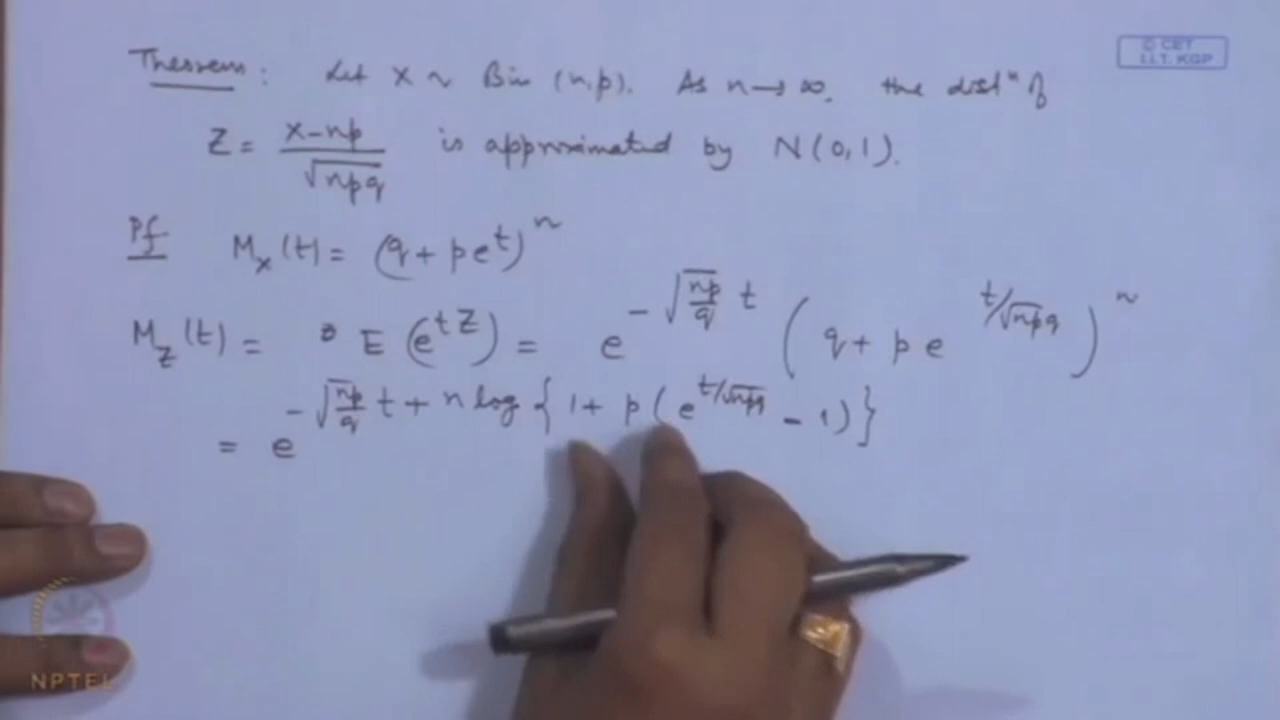 © CET
I.I.T. KGP
Theorem: Let X ~ Bin (n,p). As n → ∞, the distⁿ of
Z = (X-np)/√(npq) is approximated by N(0,1).
Pf M_X(t) = (q + pe^t)^n
M_Z(t) = E(e^{tZ}) = e^{-√(np/q) t} (q + p e^{t/√(npq)})^n
= e^{-√(np/q) t + n log {1 + p(e^{t/√(npq)} - 1)}}
NPTEL